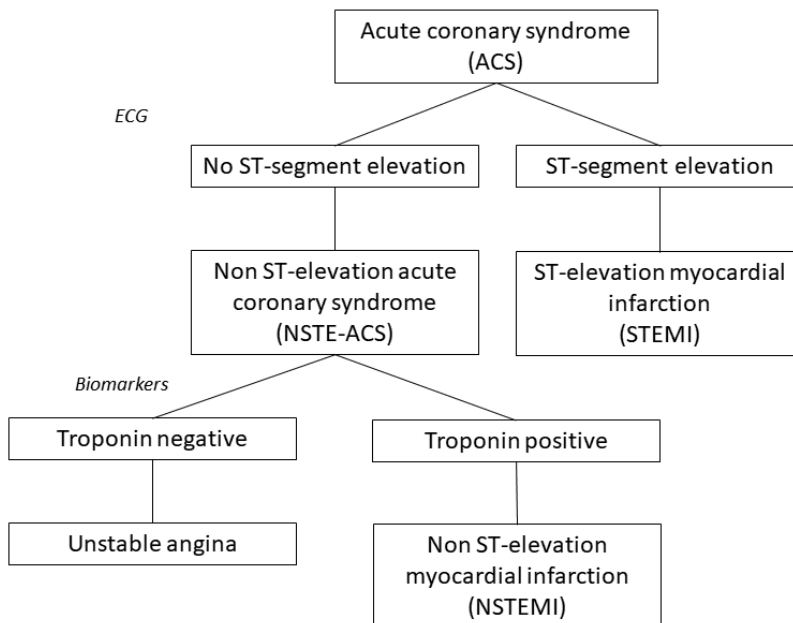 Acute coronary syndrome
(ACS)
ECG
No ST-segment elevation
ST-segment elevation
Non ST-elevation acute
coronary syndrome
(NSTE-ACS)
ST-elevation myocardial
infarction
(STEMI)
Biomarkers
Troponin negative
Troponin positive
Unstable angina
Non ST-elevation
myocardial infarction
(NSTEMI)